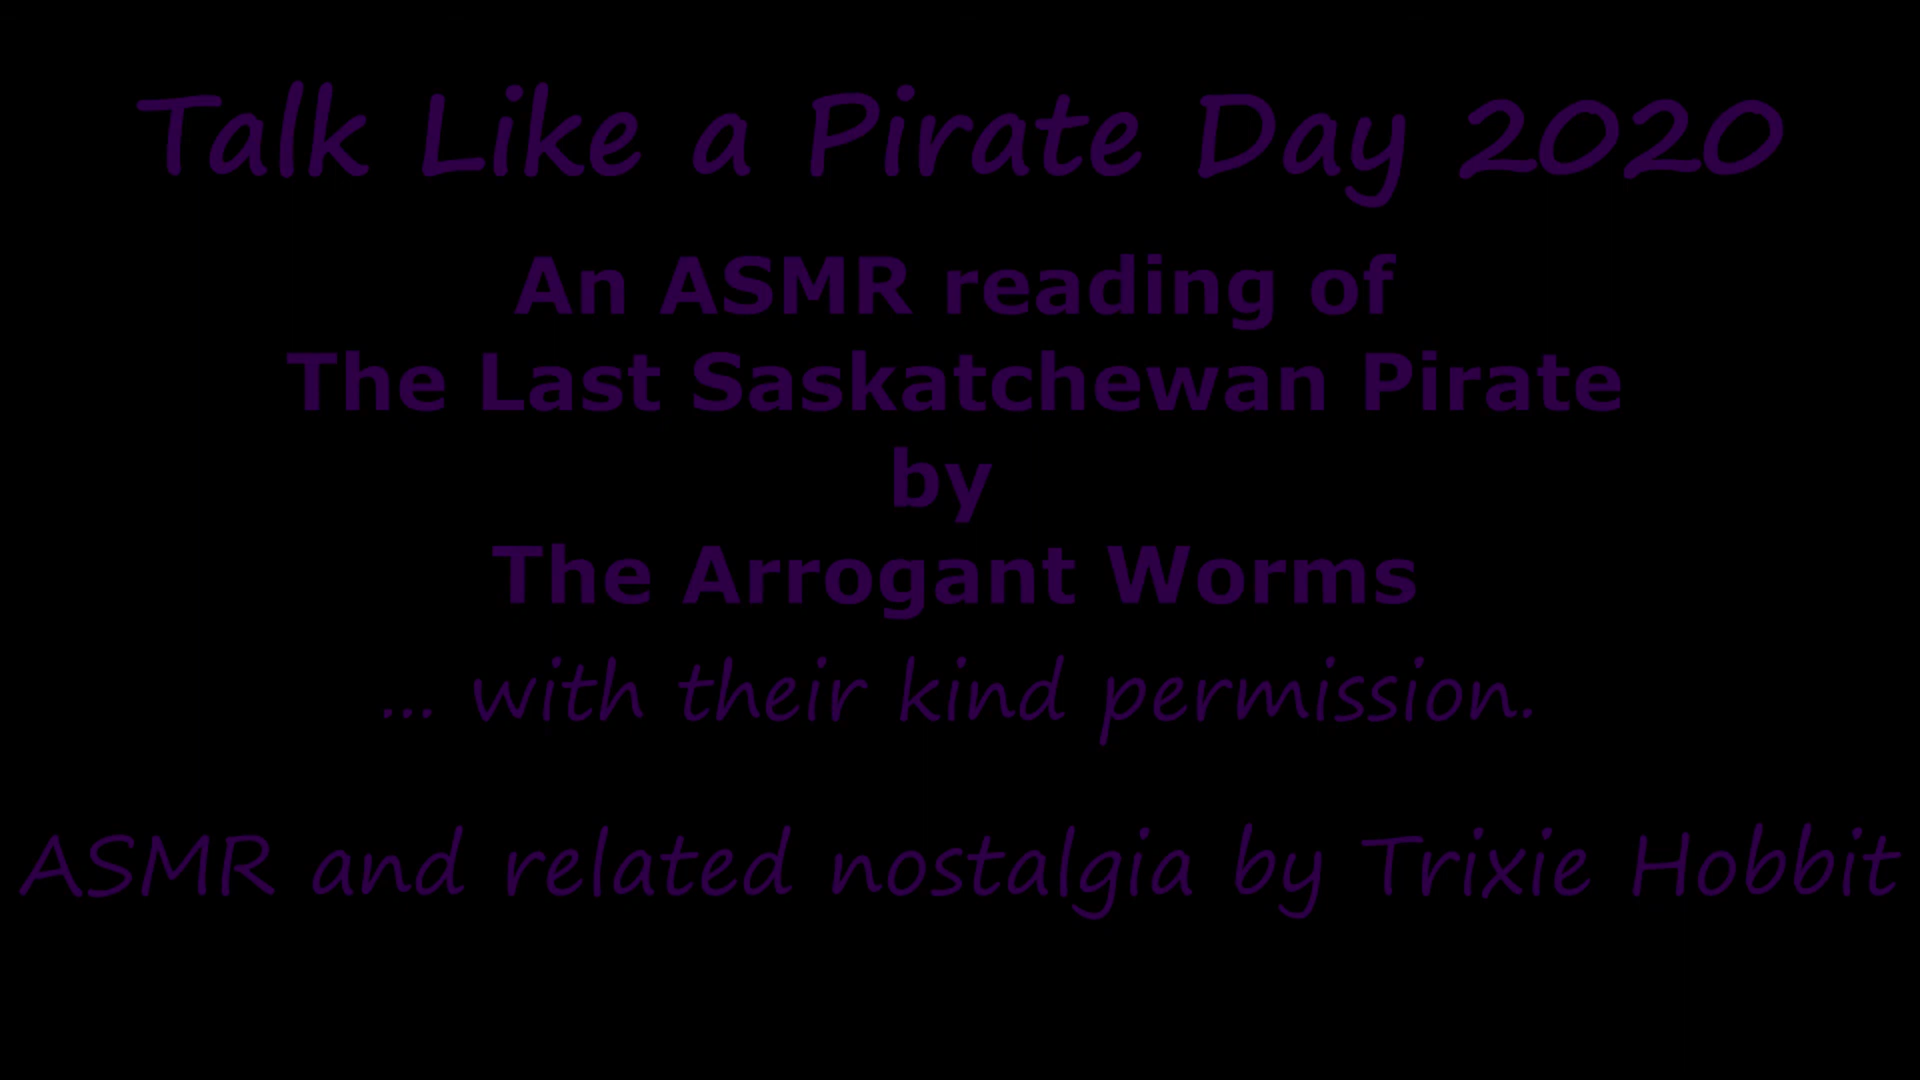 Talk Like a Pirate Day 2020
An ASMR reading of
The Last Saskatchewan Pirate
by
The Arrogant Worms
... with their kind permission.
ASMR and related nostalgia by Trixie Hobbit